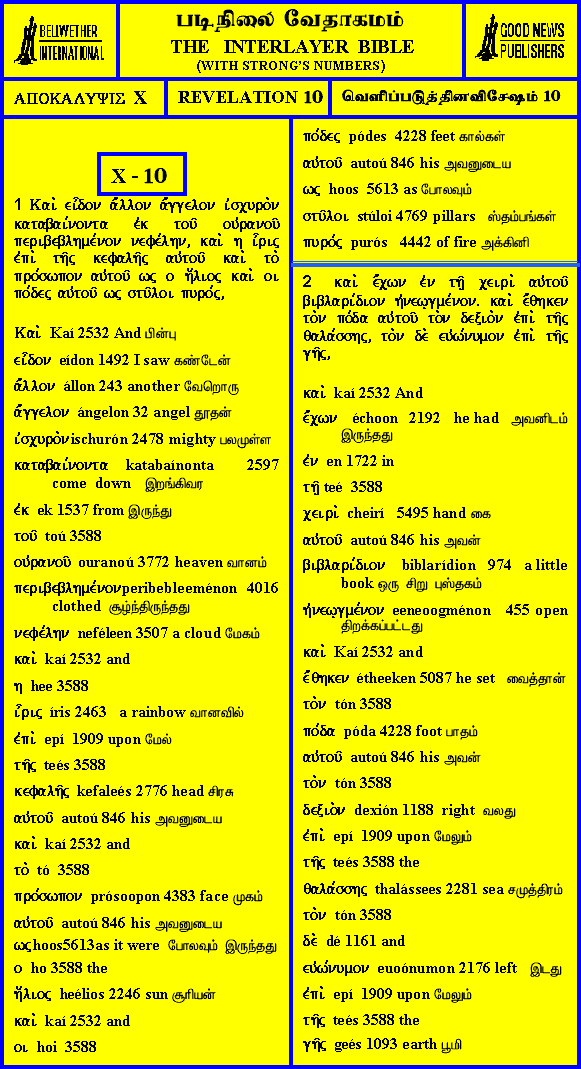 BELLWETHER
INTERNATIONAL
படிநிலை வேதாகமம்
THE INTERLAYER BIBLE
(WITH STRONG'S NUMBERS)
GOOD NEWS
PUBLISHERS
ΑΠΟΚΑΛΥΨΙΣ X
REVELATION 10
வெளிப்படுத்தினவிசேஷம் 10
X - 10
1 Καὶ εἶδον ἄλλον ἄγγελον ἰσχυρὸν
καταβαίνοντα ἐκ τοῦ οὐρανοῦ
περιβεβλημένον νεφέλην, καὶ η ἶρις
ἐπὶ τῆς κεφαλῆς αὐτοῦ καὶ τὸ
πρόσωπον αὐτοῦ ως ο ἥλιος καὶ οι
πόδες αὐτοῦ ως στῦλοι πυρός,
Καὶ Kaí 2532 And பின்பு
εἶδον eídon 1492 I saw கண்டேன்
ἄλλον állon 243 another வேறொரு
ἄγγελον ángelon 32 angel தூதன்
ἰσχυρὸνischurón 2478 mighty பலமுள்ள
καταβαίνοντα katabaínonta 2597
come down இறங்கிவர
ἐκ ek 1537 from இருந்து
τοῦ toú 3588
οὐρανοῦ ouranoú 3772 heaven வானம்
περιβεβλημένονperibebleeménon 4016
clothed சூழ்ந்திருந்தது
νεφέλην neféleen 3507 a cloud மேகம்
καὶ kaí 2532 and
η hee 3588
ἶρις íris 2463 a rainbow வானவில்
ἐπὶ epí 1909 upon மேல்
τῆς teés 3588
κεφαλῆς kefaleés 2776 head சிரசு
αὐτοῦ autoú 846 his அவனுடைய
καὶ kaí 2532 and
τὸ tó 3588
πρόσωπον prósoopon 4383 face முகம்
αὐτοῦ autoú 846 his அவனுடைய
ωςhoos5613as it were போலவும் இருந்தது
ο ho 3588 the
ἥλιος heélios 2246 sun சூரியன்
καὶ kaí 2532 and
οι hoi 3588
πόδες pódes 4228 feet கால்கள்
αὐτοῦ autoú 846 his அவனுடைய
ως hoos 5613 as போலவும்
στῦλοι stúloi 4769 pillars ஸ்தம்பங்கள்
πυρός purós 4442 of fire அக்கினி
2 καὶ ἔχων ἐν τῇ χειρὶ αὐτοῦ
βιβλαρίδιον ἠνεῳγμένον. καὶ ἔθηκεν
τὸν πόδα αὐτοῦ τὸν δεξιὸν ἐπὶ τῆς
θαλάσσης, τὸν δὲ εὐώνυμον ἐπὶ τῆς
γῆς,
καὶ kaí 2532 And
ἔχων échoon 2192 he had அவனிடம்
இருந்தது
ἐν en 1722 in
τῇ teé 3588
χειρὶ cheirí 5495 hand கை
αὐτοῦ autoú 846 his அவன்
βιβλαρίδιον biblarídion 974 a little
book ஒரு சிறு புஸ்தகம்
ἠνεῳγμένον eeneoogménon 455 open
திறக்கப்பட்டது
καὶ Kaí 2532 and
ἔθηκεν étheeken 5087 he set வைத்தான்
τὸν tón 3588
πόδα póda 4228 foot பாதம்
αὐτοῦ autoú 846 his அவன்
τὸν tón 3588
δεξιὸν dexión 1188 right வலது
ἐπὶ epí 1909 upon மேலும்
τῆς teés 3588 the
θαλάσσης thalássees 2281 sea சமுத்திரம்
τὸν tón 3588
δὲ dé 1161 and
εὐώνυμον euoónumon 2176 left இடது
ἐπὶ epí 1909 upon மேலும்
τῆς teés 3588 the
γῆς geés 1093 earth பூமி